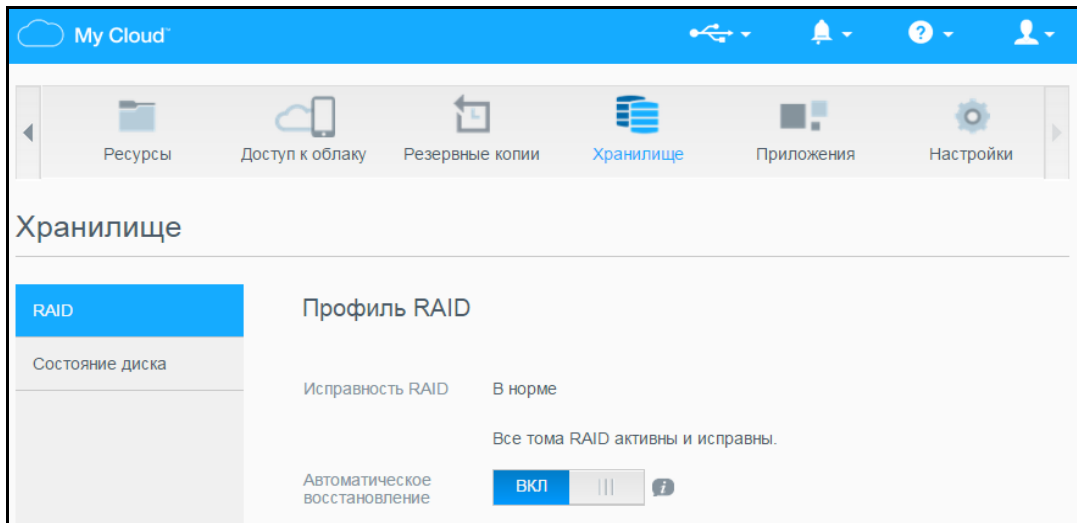 My Cloud™
?
Ресурсы
Доступ к облаку
Резервные копии
Хранилище
Приложения
Настройки
Хранилище
RAID
Состояние диска
Профиль RAID
Исправность RAID
В норме
Все тома RAID активны и исправны.
Автоматическое
восстановление
ВКЛ
i